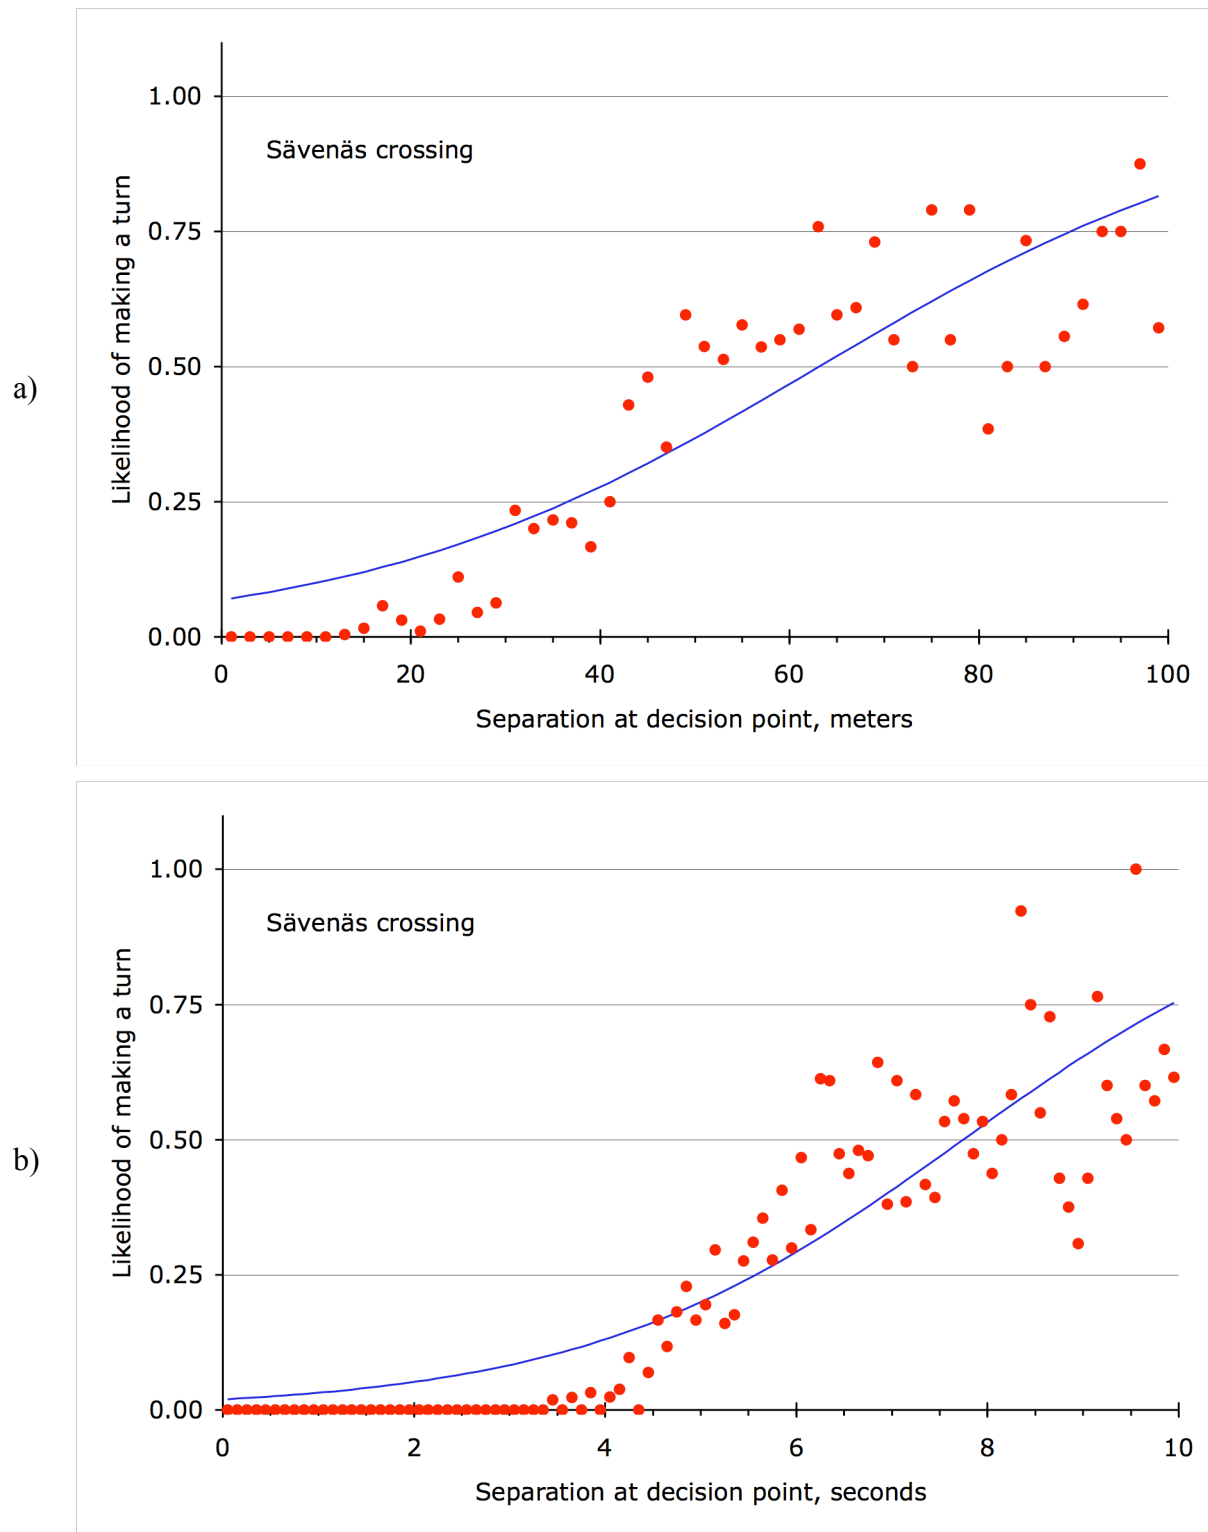 a)
Sävenäs crossing
Likelihood of making a turn
1.00
0.75
0.50
0.25
0.00
0 20 40 60 80 100
Separation at decision point, meters
b)
Sävenäs crossing
Likelihood of making a turn
1.00
0.75
0.50
0.25
0.00
0 2 4 6 8 10
Separation at decision point, seconds